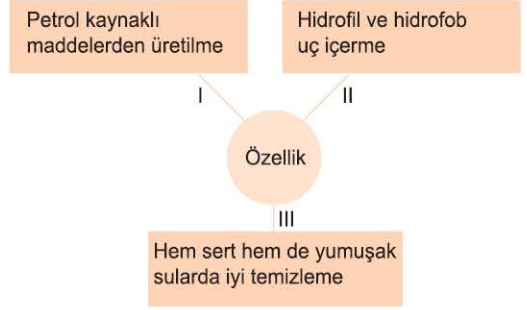 Petrol kaynaklı
maddelerden üretilme
Hidrofil ve hidrofob
uç içerme
I
II
Özellik
III
Hem sert hem de yumuşak
sularda iyi temizleme